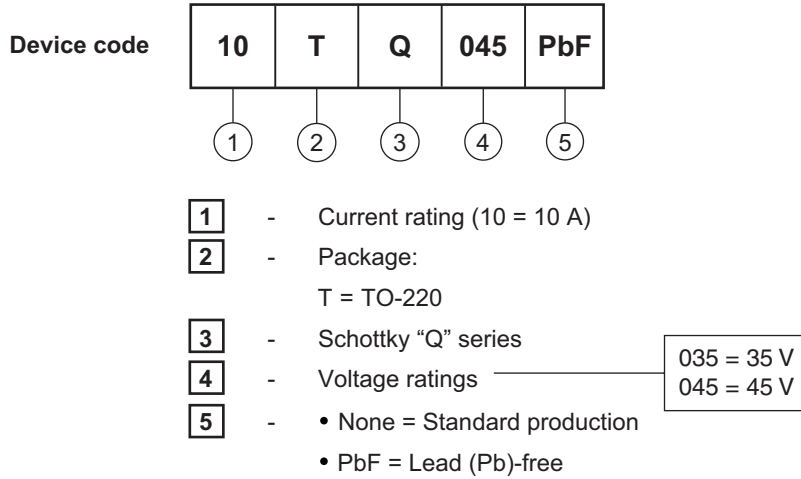 Device code 10 T Q 045 PbF
1 2 3 4 5
1 - Current rating (10 = 10 A)
2 - Package:
T = TO-220
3 - Schottky “Q” series
4 - Voltage ratings
035 = 35 V
045 = 45 V
5 - • None = Standard production
• PbF = Lead (Pb)-free